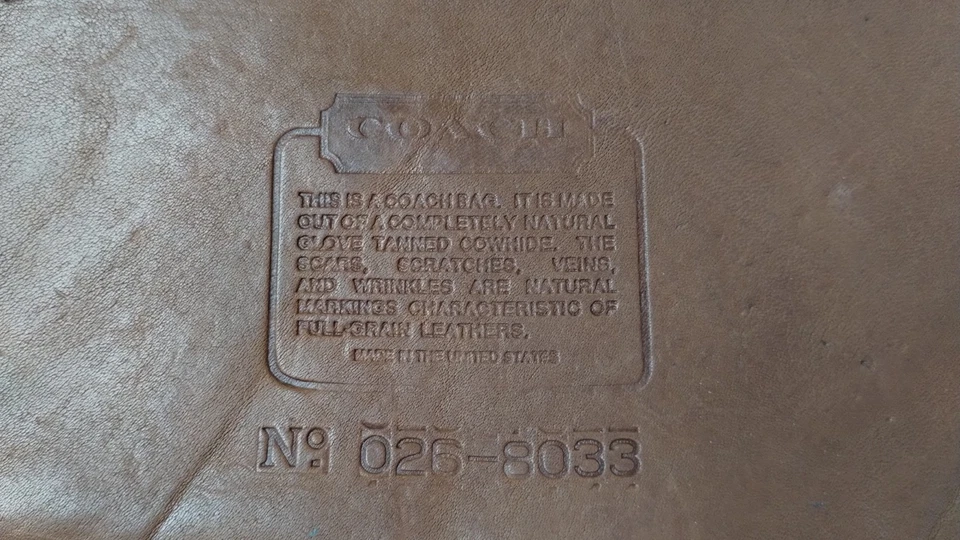 COACH
THIS IS A COACH BAG. IT IS MADE
OUT OF A COMPLETELY NATURAL
GLOVE TANNED COWHIDE. THE
SCARS, SCRATCHES, VEINS,
AND WRINKLES ARE NATURAL
MARKINGS CHARACTERISTIC OF
FULL-GRAIN LEATHERS.
MADE IN THE UNITED STATES
Nº 026-8033